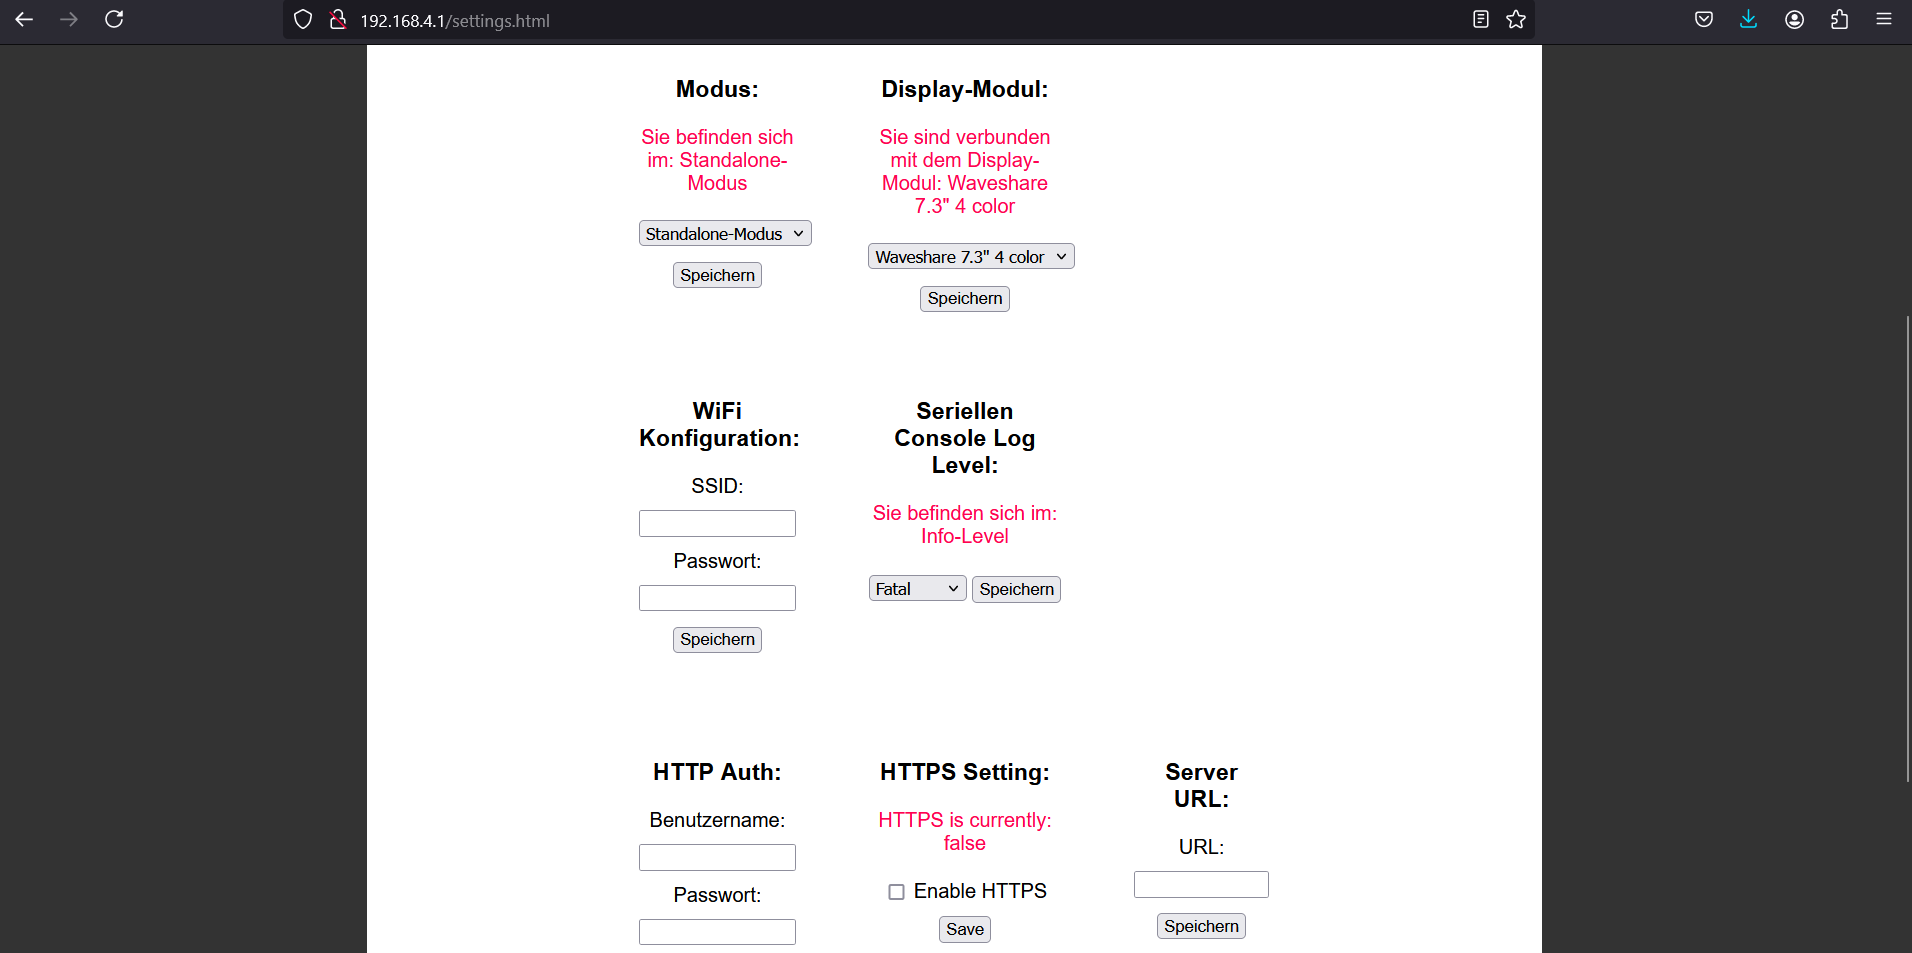 192.168.4.1/settings.html
Modus:
Sie befinden sich
im: Standalone-
Modus
Standalone-Modus
Speichern
Display-Modul:
Sie sind verbunden
mit dem Display-
Modul: Waveshare
7.3" 4 color
Waveshare 7.3" 4 color
Speichern
WiFi
Konfiguration:
SSID:
Passwort:
Speichern
Seriellen
Console Log
Level:
Sie befinden sich im:
Info-Level
Fatal
Speichern
HTTP Auth:
Benutzername:
Passwort:
HTTPS Setting:
HTTPS is currently:
false
Enable HTTPS
Save
Server
URL:
URL:
Speichern